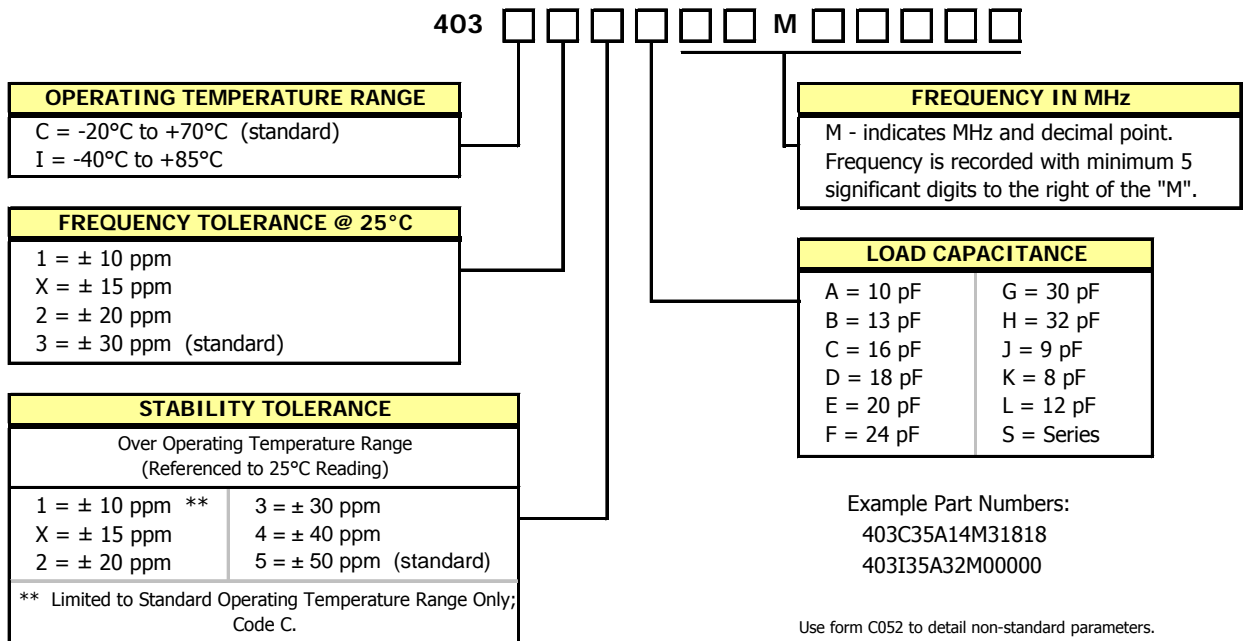 403 M
OPERATING TEMPERATURE RANGE
C = -20°C to +70°C (standard)
I = -40°C to +85°C
FREQUENCY TOLERANCE @ 25°C
1 = ± 10 ppm
X = ± 15 ppm
2 = ± 20 ppm
3 = ± 30 ppm (standard)
STABILITY TOLERANCE
Over Operating Temperature Range
(Referenced to 25°C Reading)
1 = ± 10 ppm **
X = ± 15 ppm
2 = ± 20 ppm
3 = ± 30 ppm
4 = ± 40 ppm
5 = ± 50 ppm (standard)
** Limited to Standard Operating Temperature Range Only;
Code C.
FREQUENCY IN MHz
M - indicates MHz and decimal point.
Frequency is recorded with minimum 5
significant digits to the right of the "M".
LOAD CAPACITANCE
A = 10 pF
B = 13 pF
C = 16 pF
D = 18 pF
E = 20 pF
F = 24 pF
G = 30 pF
H = 32 pF
J = 9 pF
K = 8 pF
L = 12 pF
S = Series
Example Part Numbers:
403C35A14M31818
403I35A32M00000
Use form C052 to detail non-standard parameters.